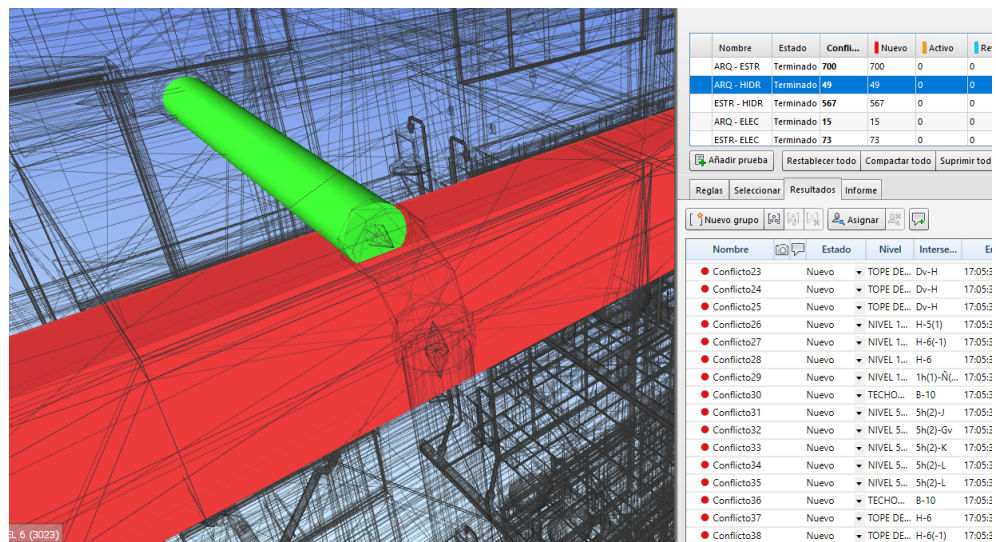 Nombre Estado Confli... Nuevo Activo Re
ARQ - ESTR Terminado 700 700 0 0
ARQ - HIDR Terminado 49 49 0 0
ESTR - HIDR Terminado 567 567 0 0
ARQ - ELEC Terminado 15 15 0 0
ESTR- ELEC Terminado 73 73 0 0
Añadir prueba Restablecer todo Compactar todo Suprimir tod
Reglas Seleccionar Resultados Informe
Nuevo grupo Asignar
Nombre Estado Nivel Interse... E
Conflicto23 Nuevo TOPE DE... Dv-H 17:05:3
Conflicto24 Nuevo TOPE DE... Dv-H 17:05:3
Conflicto25 Nuevo TOPE DE... Dv-H 17:05:3
Conflicto26 Nuevo NIVEL 1... H-5(1) 17:05:3
Conflicto27 Nuevo NIVEL 1... H-6(-1) 17:05:3
Conflicto28 Nuevo NIVEL 1... H-6 17:05:3
Conflicto29 Nuevo NIVEL 1... 1h(1)-Ñ(... 17:05:3
Conflicto30 Nuevo TECHO... B-10 17:05:3
Conflicto31 Nuevo NIVEL 5... 5h(2)-J 17:05:3
Conflicto32 Nuevo NIVEL 5... 5h(2)-Gv 17:05:3
Conflicto33 Nuevo NIVEL 5... 5h(2)-K 17:05:3
Conflicto34 Nuevo NIVEL 5... 5h(2)-L 17:05:3
Conflicto35 Nuevo NIVEL 5... 5h(2)-L 17:05:3
Conflicto36 Nuevo TECHO... B-10 17:05:3
Conflicto37 Nuevo TOPE DE... H-6 17:05:3
Conflicto38 Nuevo TOPE DE... H-6(-1) 17:05:3
EL 6 (3023)